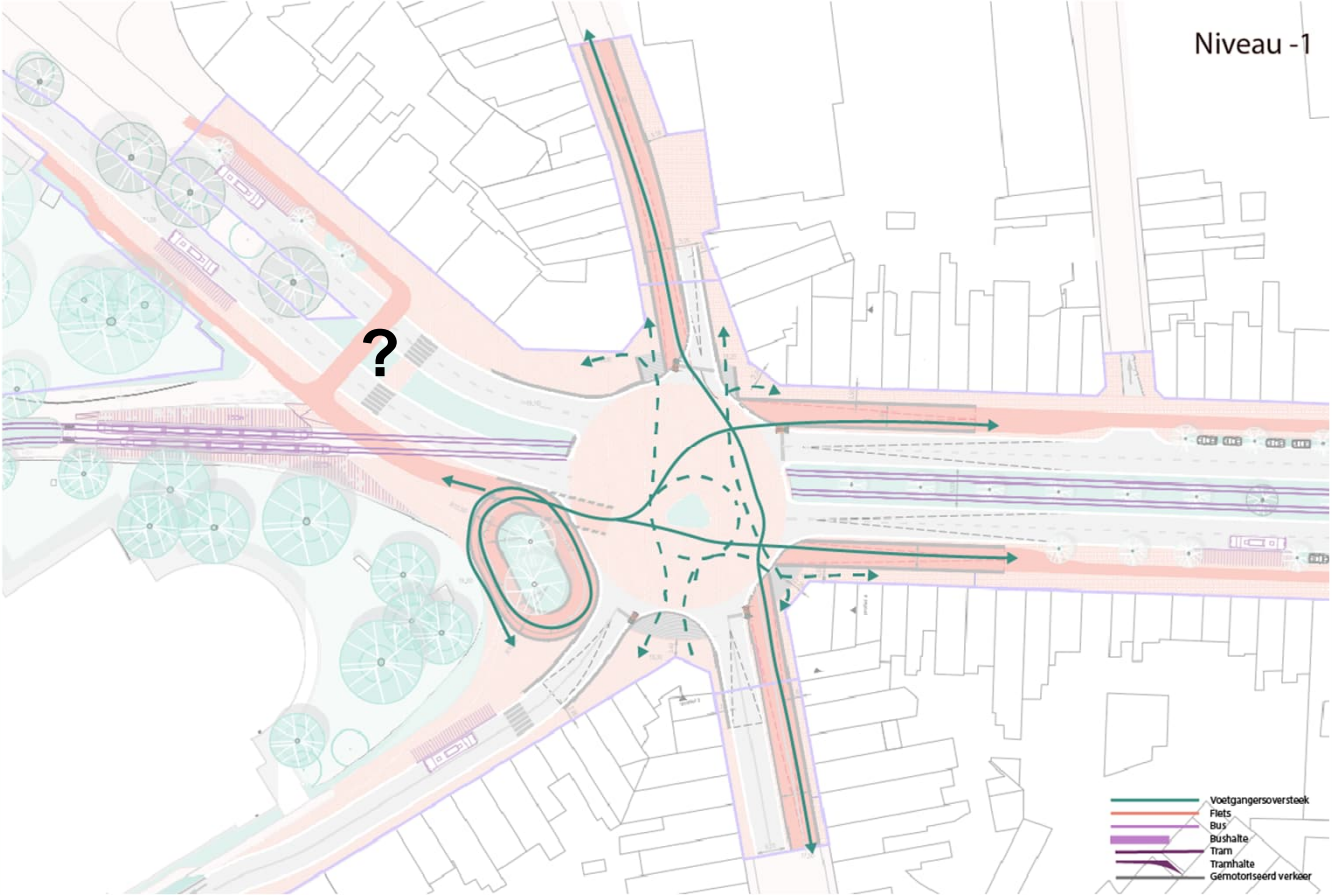 Niveau -1
?
Voetgangersoversteek
Fiets
Bus
Bushalte
Tram
Tramhalte
Gemotoriseerd verkeer